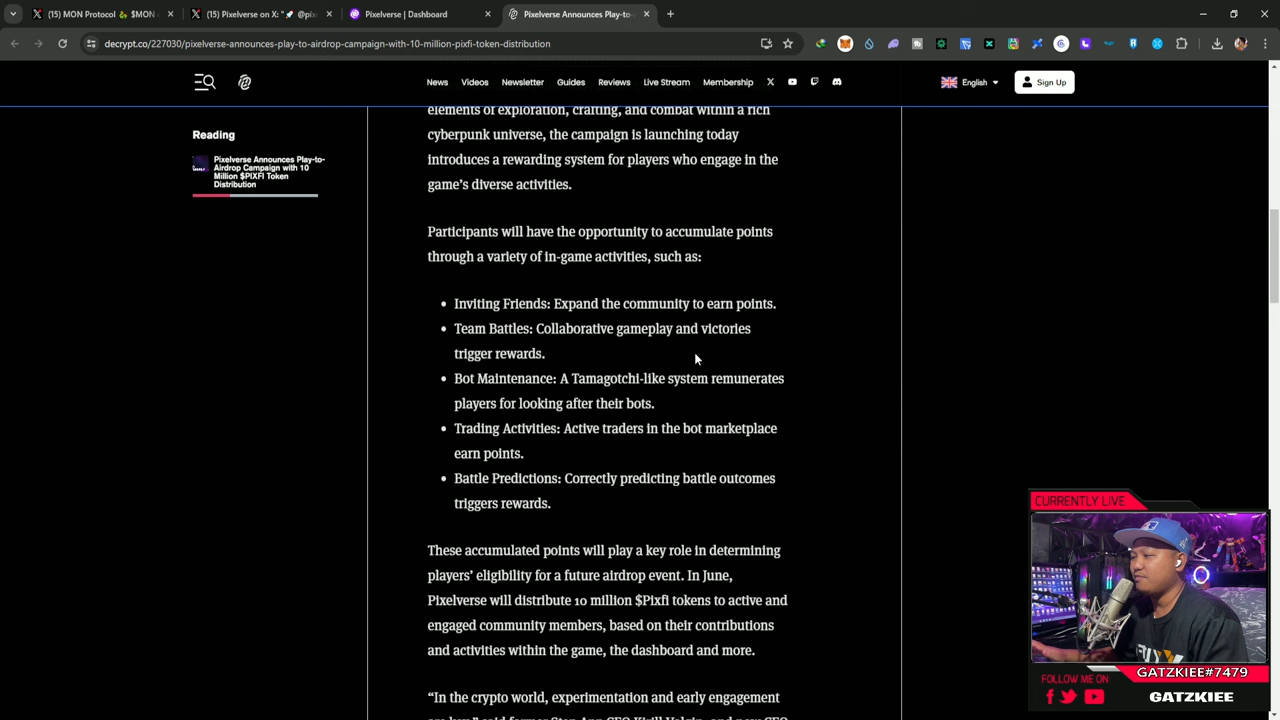 (15) MON Protocol 🐉 $MON
(15) Pixelverse on X: "🚀 @pix
Pixelverse | Dashboard
Pixelverse Announces Play-to-
decrypt.co/227030/pixelverse-announces-play-to-airdrop-campaign-with-10-million-pixfi-token-distribution
News
Videos
Newsletter
Guides
Reviews
Live Stream
Membership
English
Sign Up
Reading
Pixelverse Announces Play-to-
Airdrop Campaign with 10
Million $PIXFI Token
Distribution
elements of exploration, crafting, and combat within a rich
cyberpunk universe, the campaign is launching today
introduces a rewarding system for players who engage in the
game's diverse activities.
Participants will have the opportunity to accumulate points
through a variety of in-game activities, such as:
• Inviting Friends: Expand the community to earn points.
• Team Battles: Collaborative gameplay and victories
trigger rewards.
• Bot Maintenance: A Tamagotchi-like system remunerates
players for looking after their bots.
• Trading Activities: Active traders in the bot marketplace
earn points.
• Battle Predictions: Correctly predicting battle outcomes
triggers rewards.
These accumulated points will play a key role in determining
players' eligibility for a future airdrop event. In June,
Pixelverse will distribute 10 million $Pixfi tokens to active and
engaged community members, based on their contributions
and activities within the game, the dashboard and more.
"In the crypto world, experimentation and early engagement
CURRENTLY LIVE
GATZKIEE#7479
FOLLOW ME ON
GATZKIEE